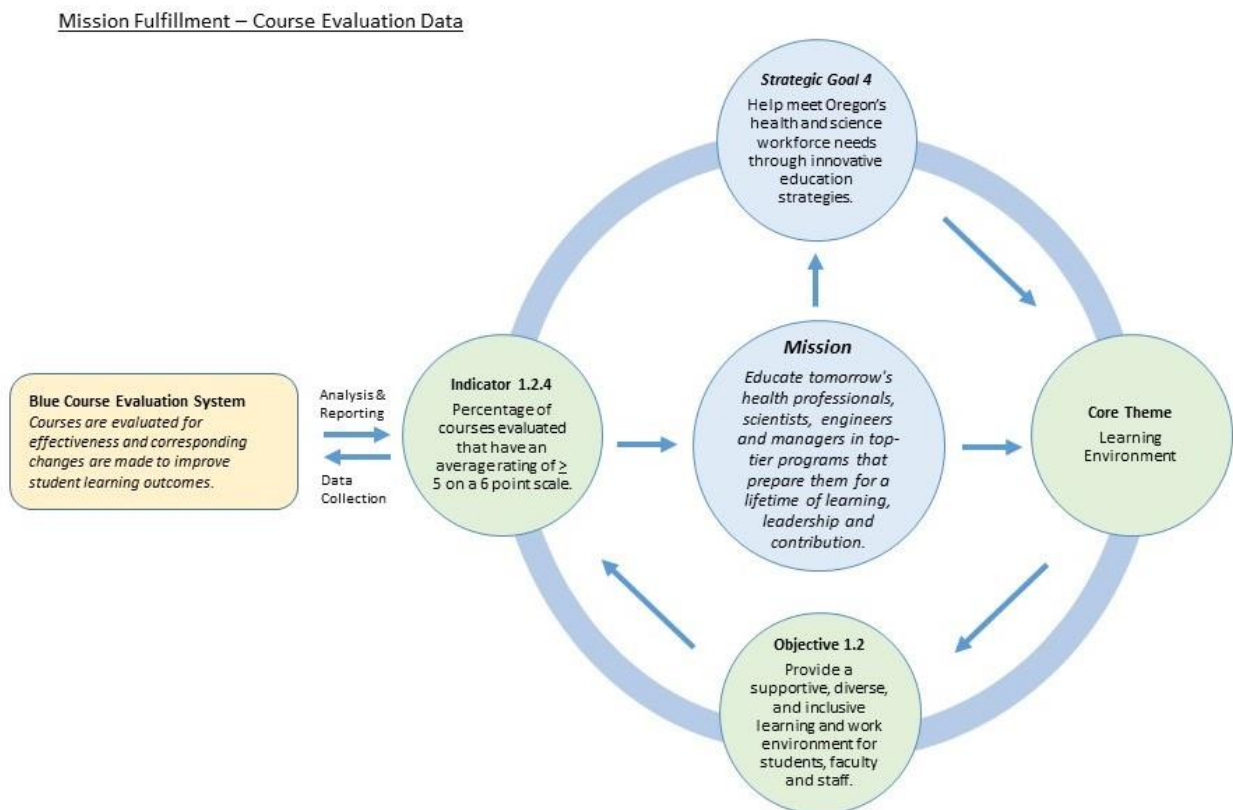 Mission Fulfillment – Course Evaluation Data
Strategic Goal 4
Help meet Oregon's
health and science
workforce needs
through innovative
education
strategies.
Blue Course Evaluation System
Courses are evaluated for
effectiveness and corresponding
changes are made to improve
student learning outcomes.
Analysis &
Reporting
Data
Collection
Indicator 1.2.4
Percentage of
courses evaluated
that have an
average rating of ≥
5 on a 6 point scale.
Mission
Educate tomorrow's
health professionals,
scientists, engineers
and managers in top-
tier programs that
prepare them for a
lifetime of learning,
leadership and
contribution.
Core Theme
Learning
Environment
Objective 1.2
Provide a
supportive, diverse,
and inclusive
learning and work
environment for
students, faculty
and staff.